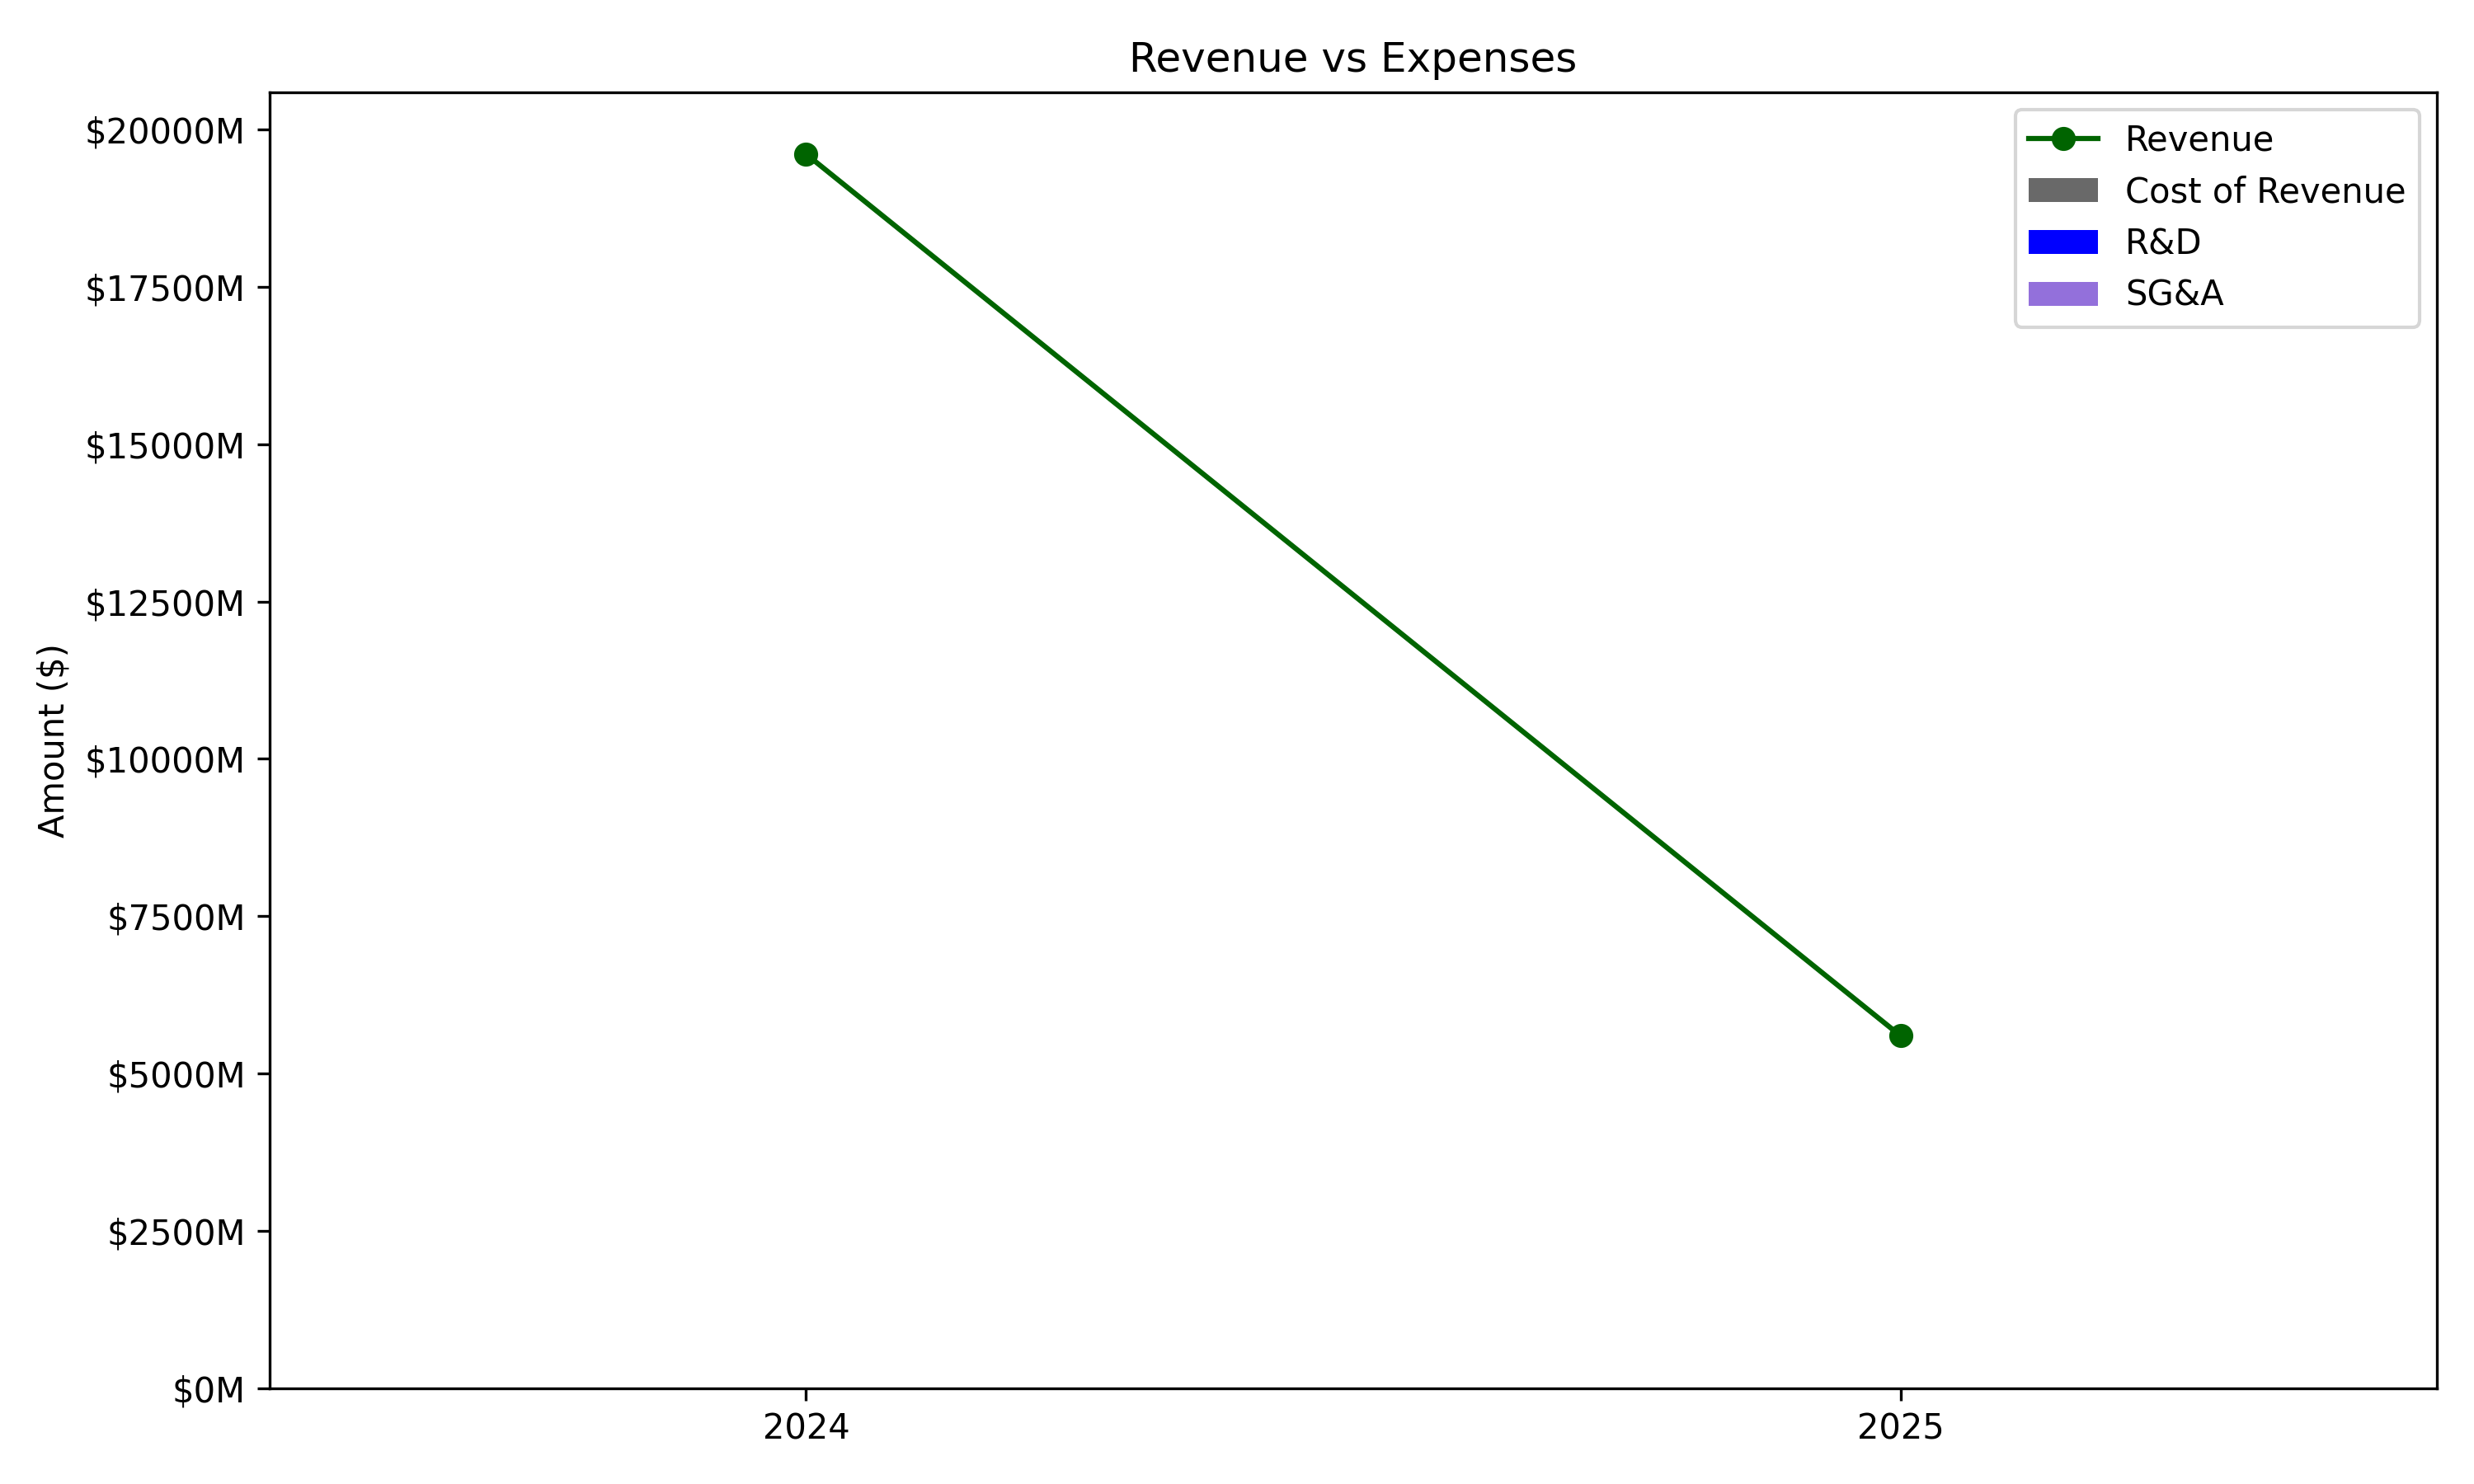 Revenue vs Expenses
Revenue
Cost of Revenue
R&D
SG&A
Amount ($)
$20000M
$17500M
$15000M
$12500M
$10000M
$7500M
$5000M
$2500M
$0M
2024
2025